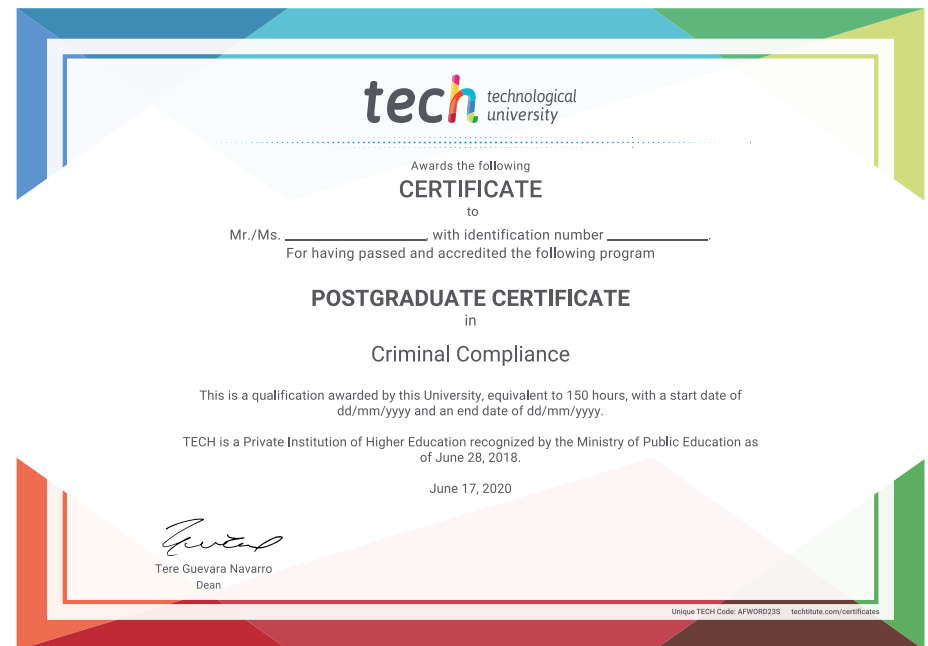 tech technological
university
Awards the following
CERTIFICATE
to
Mr./Ms. ____________, with identification number ____________.
For having passed and accredited the following program
POSTGRADUATE CERTIFICATE
in
Criminal Compliance
This is a qualification awarded by this University, equivalent to 150 hours, with a start date of
dd/mm/yyyy and an end date of dd/mm/yyyy.
TECH is a Private Institution of Higher Education recognized by the Ministry of Public Education as
of June 28, 2018.
June 17, 2020
Tere Guevara Navarro
Dean
Unique TECH Code: AFWORD23S techtitute.com/certificates